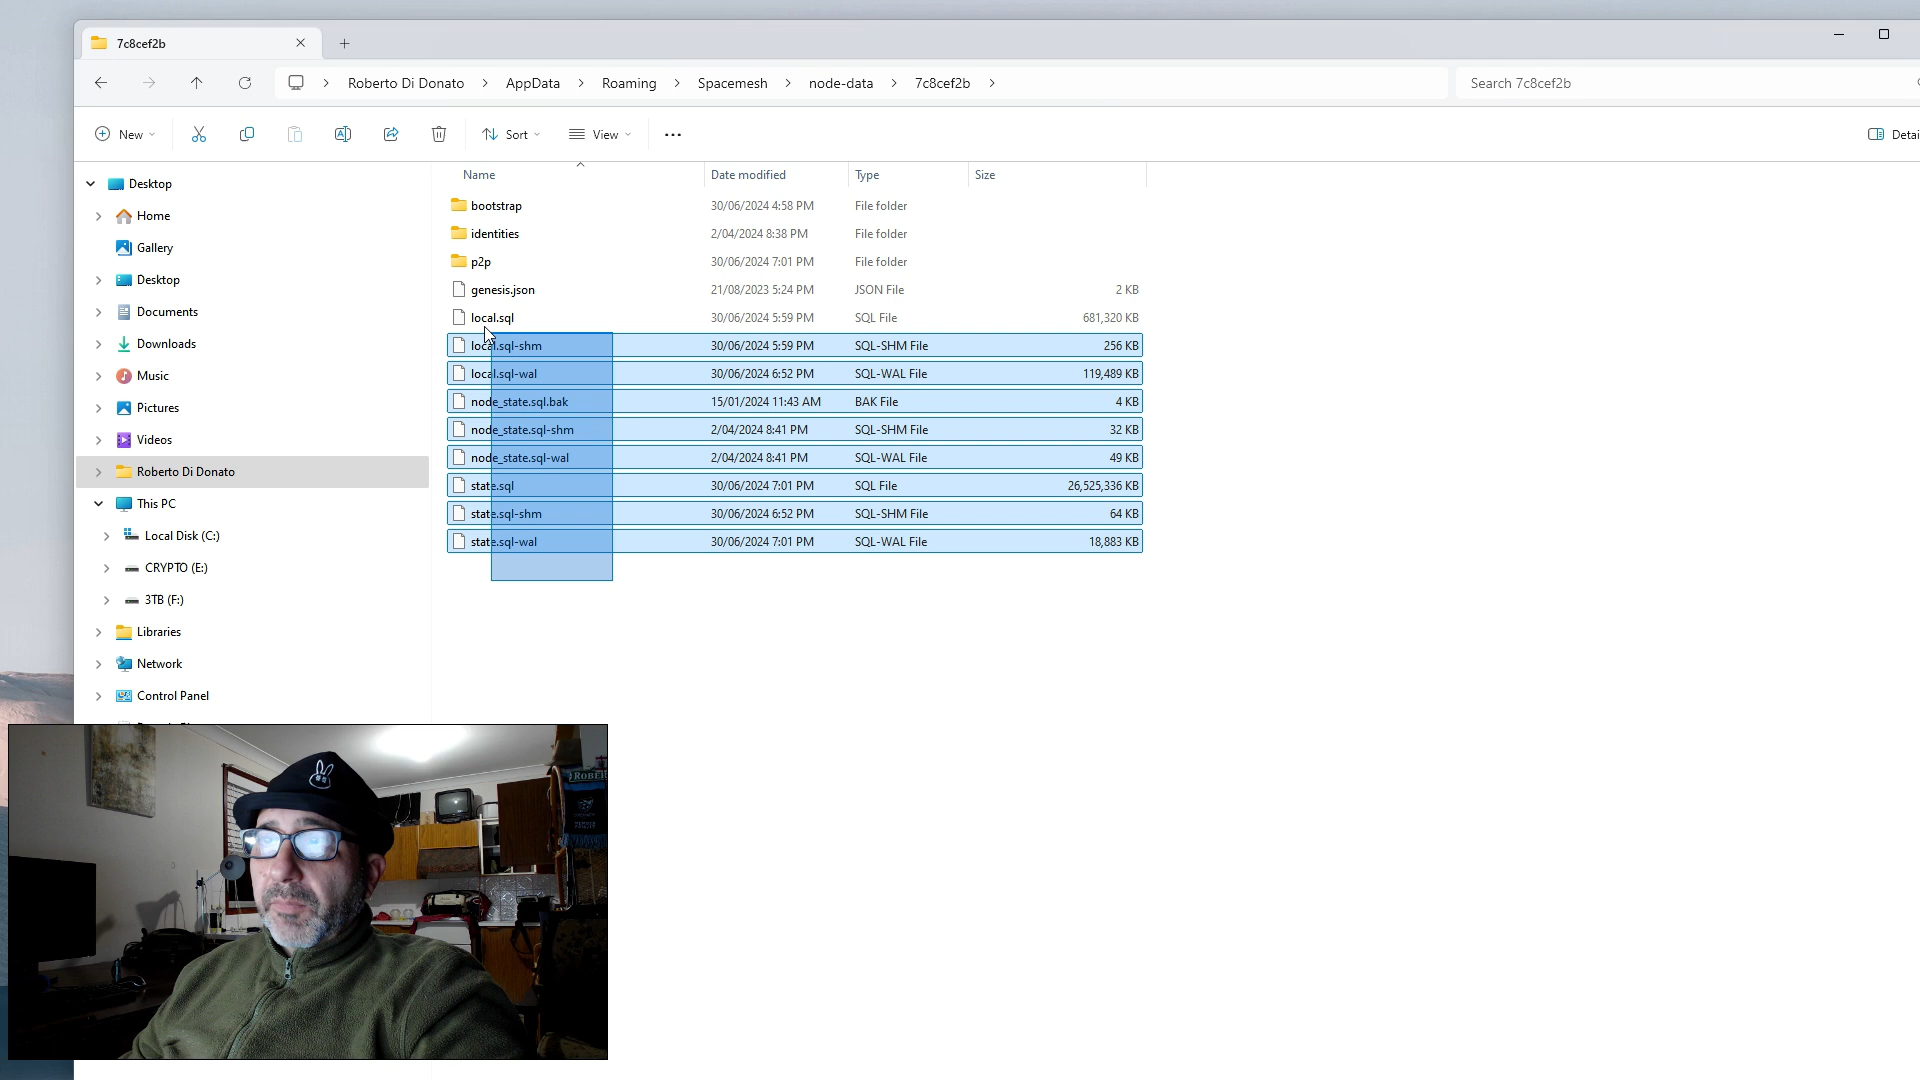 7c8cef2b
Roberto Di Donato > AppData > Roaming > Spacemesh > node-data > 7c8cef2b >
Search 7c8cef2b
New
Sort
View
Detai
Name Date modified Type Size
Desktop
Home
Gallery
Desktop
Documents
Downloads
Music
Pictures
Videos
Roberto Di Donato
This PC
Local Disk (C:)
CRYPTO (E:)
3TB (F:)
Libraries
Network
Control Panel
bootstrap 30/06/2024 4:58 PM File folder
identities 2/04/2024 8:38 PM File folder
p2p 30/06/2024 7:01 PM File folder
genesis.json 21/08/2023 5:24 PM JSON File 2 KB
local.sql 30/06/2024 5:59 PM SQL File 681,320 KB
local.sql-shm 30/06/2024 5:59 PM SQL-SHM File 256 KB
local.sql-wal 30/06/2024 6:52 PM SQL-WAL File 119,489 KB
node_state.sql.bak 15/01/2024 11:43 AM BAK File 4 KB
node_state.sql-shm 2/04/2024 8:41 PM SQL-SHM File 32 KB
node_state.sql-wal 2/04/2024 8:41 PM SQL-WAL File 49 KB
state.sql 30/06/2024 7:01 PM SQL File 26,525,336 KB
state.sql-shm 30/06/2024 6:52 PM SQL-SHM File 64 KB
state.sql-wal 30/06/2024 7:01 PM SQL-WAL File 18,883 KB